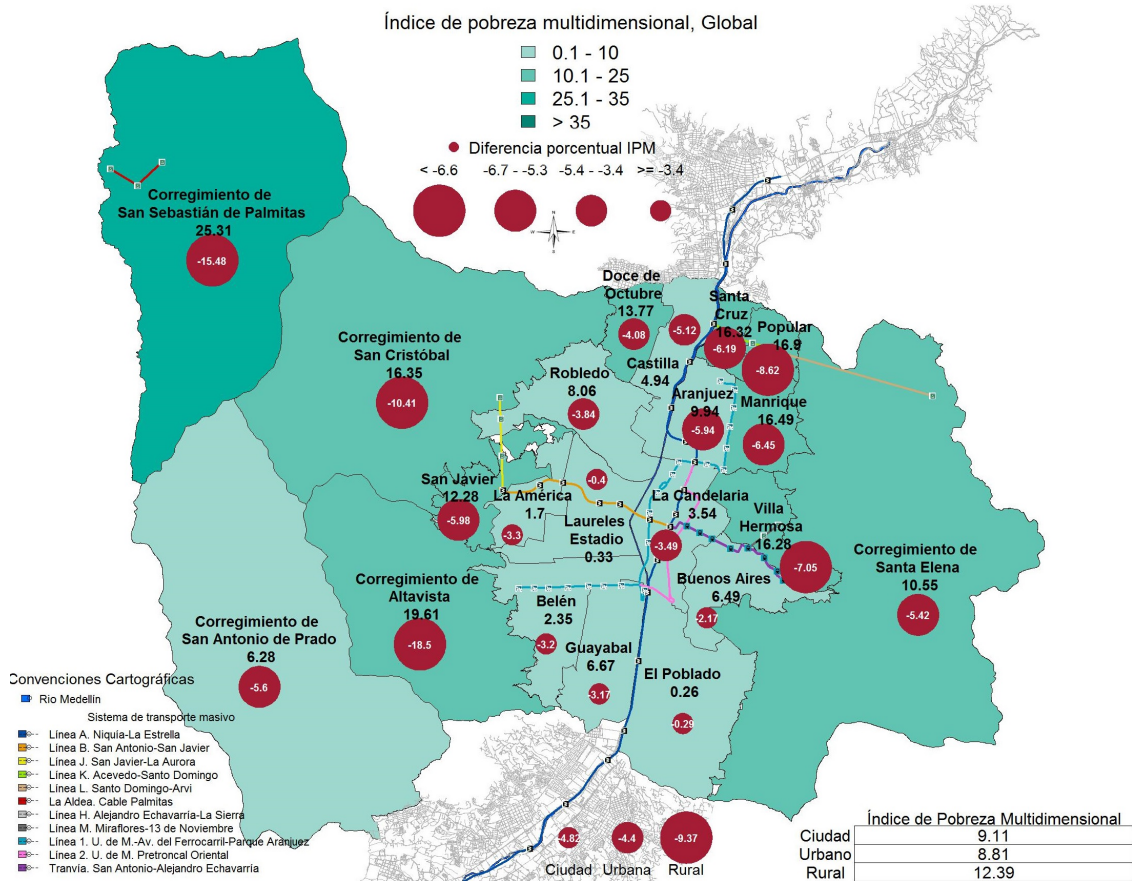 Índice de pobreza multidimensional, Global
0.1 - 10
10.1 - 25
25.1 - 35
> 35
Diferencia porcentual IPM
< -6.6
-6.7 - -5.3
-5.4 - -3.4
>= -3.4
N
W
E
S
Corregimiento de
San Sebastián de Palmitas
25.31
-15.48
Corregimiento de
San Cristóbal
16.35
-10.41
Doce de
Octubre
13.77
-4.08
-5.12
Castilla
4.94
Santa
Cruz
16.32
-6.19
Popular
16.9
-8.62
Robledo
8.06
-3.84
Aranjuez
9.94
-5.94
Manrique
16.49
-6.45
San Javier
12.28
-5.98
La América
1.7
-3.3
-0.4
Laureles
Estadio
0.33
La Candelaria
3.54
-3.49
Villa
Hermosa
16.28
-7.05
Corregimiento de
Santa Elena
10.55
-5.42
Buenos Aires
6.49
-2.17
Corregimiento de
Altavista
19.61
-18.5
Belén
2.35
-3.2
Guayabal
6.67
-3.17
El Poblado
0.26
-0.29
Corregimiento de
San Antonio de Prado
6.28
-5.6
Convenciones Cartográficas
Rio Medellín
Sistema de transporte masivo
Línea A. Niquía-La Estrella
Línea B. San Antonio-San Javier
Línea J. San Javier-La Aurora
Línea K. Acevedo-Santo Domingo
Línea L. Santo Domingo-Arvi
La Aldea. Cable Palmitas
Línea H. Alejandro Echavarría-La Sierra
Línea M. Miraflores-13 de Noviembre
Línea 1. U. de M.-Av. del Ferrocarril-Parque Aranjuez
Línea 2. U. de M. Pretroncal Oriental
Tranvía. San Antonio-Alejandro Echavarría
-4.82
-4.4
-9.37
Ciudad
Urbana
Rural
Índice de Pobreza Multidimensional
Ciudad 9.11
Urbano 8.81
Rural 12.39